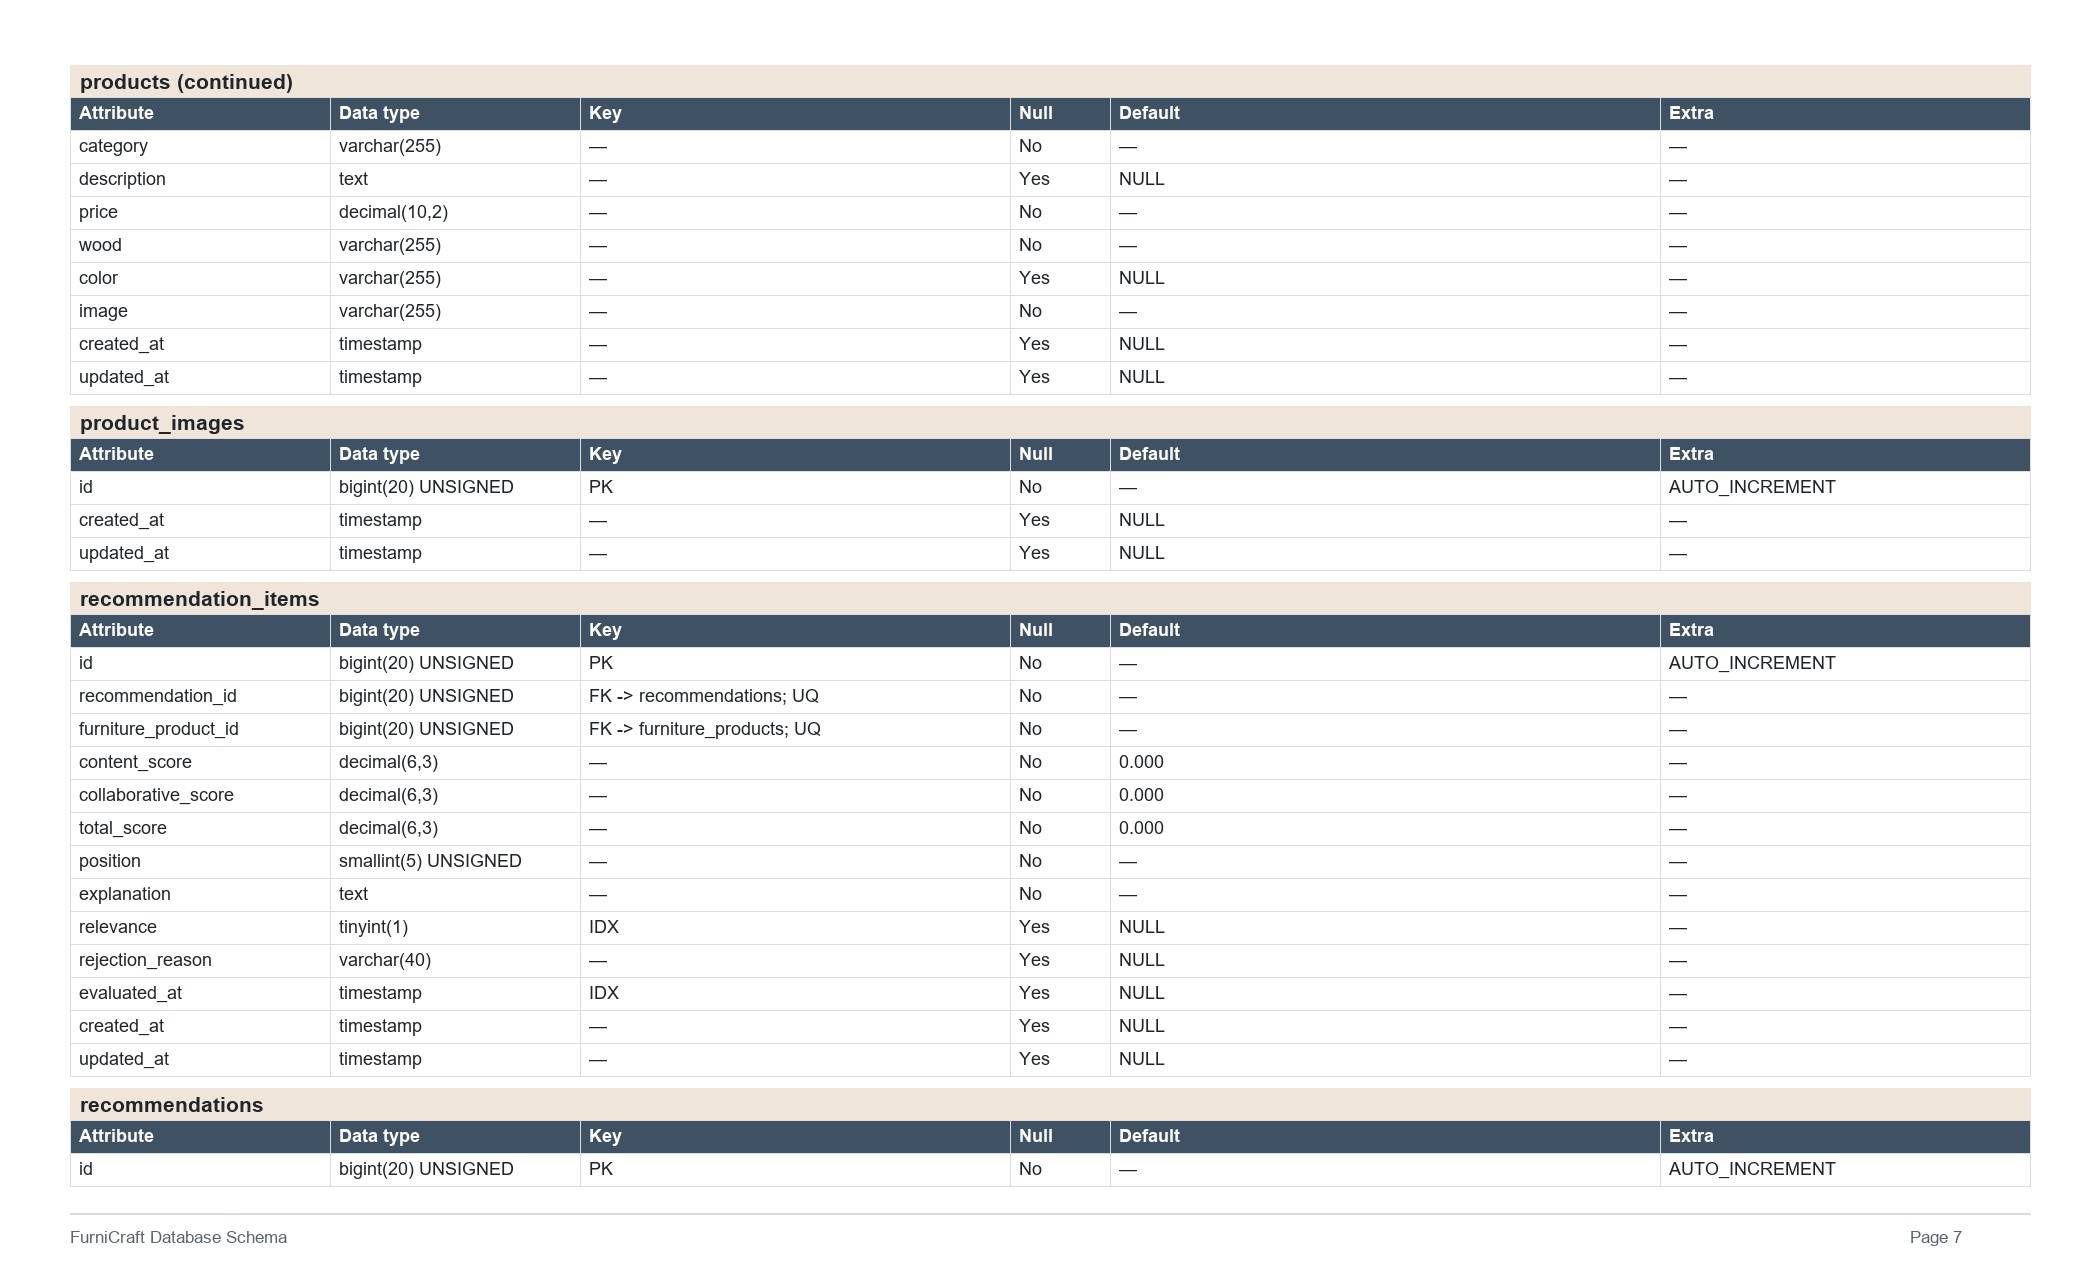 products (continued)
Attribute Data type Key Null Default Extra
category varchar(255) — No — —
description text — Yes NULL —
price decimal(10,2) — No — —
wood varchar(255) — No — —
color varchar(255) — Yes NULL —
image varchar(255) — No — —
created_at timestamp — Yes NULL —
updated_at timestamp — Yes NULL —
product_images
Attribute Data type Key Null Default Extra
id bigint(20) UNSIGNED PK No — AUTO_INCREMENT
created_at timestamp — Yes NULL —
updated_at timestamp — Yes NULL —
recommendation_items
Attribute Data type Key Null Default Extra
id bigint(20) UNSIGNED PK No — AUTO_INCREMENT
recommendation_id bigint(20) UNSIGNED FK -> recommendations; UQ No — —
furniture_product_id bigint(20) UNSIGNED FK -> furniture_products; UQ No — —
content_score decimal(6,3) — No 0.000 —
collaborative_score decimal(6,3) — No 0.000 —
total_score decimal(6,3) — No 0.000 —
position smallint(5) UNSIGNED — No — —
explanation text — No — —
relevance tinyint(1) IDX Yes NULL —
rejection_reason varchar(40) — Yes NULL —
evaluated_at timestamp IDX Yes NULL —
created_at timestamp — Yes NULL —
updated_at timestamp — Yes NULL —
recommendations
Attribute Data type Key Null Default Extra
id bigint(20) UNSIGNED PK No — AUTO_INCREMENT
FurniCraft Database Schema Page 7